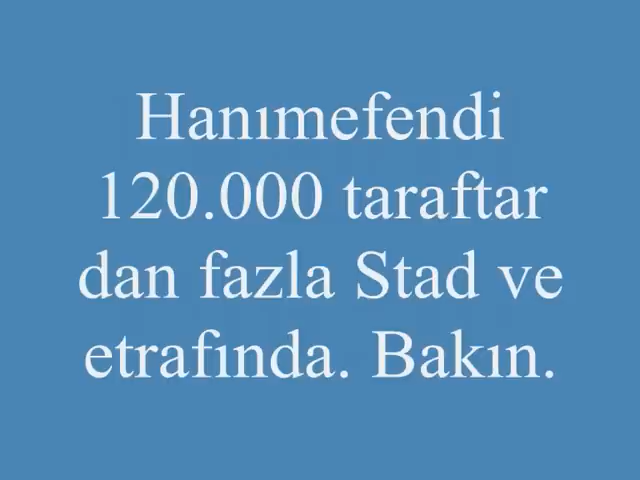 Hanımefendi
120.000 taraftar
dan fazla Stad ve
etrafında. Bakın.